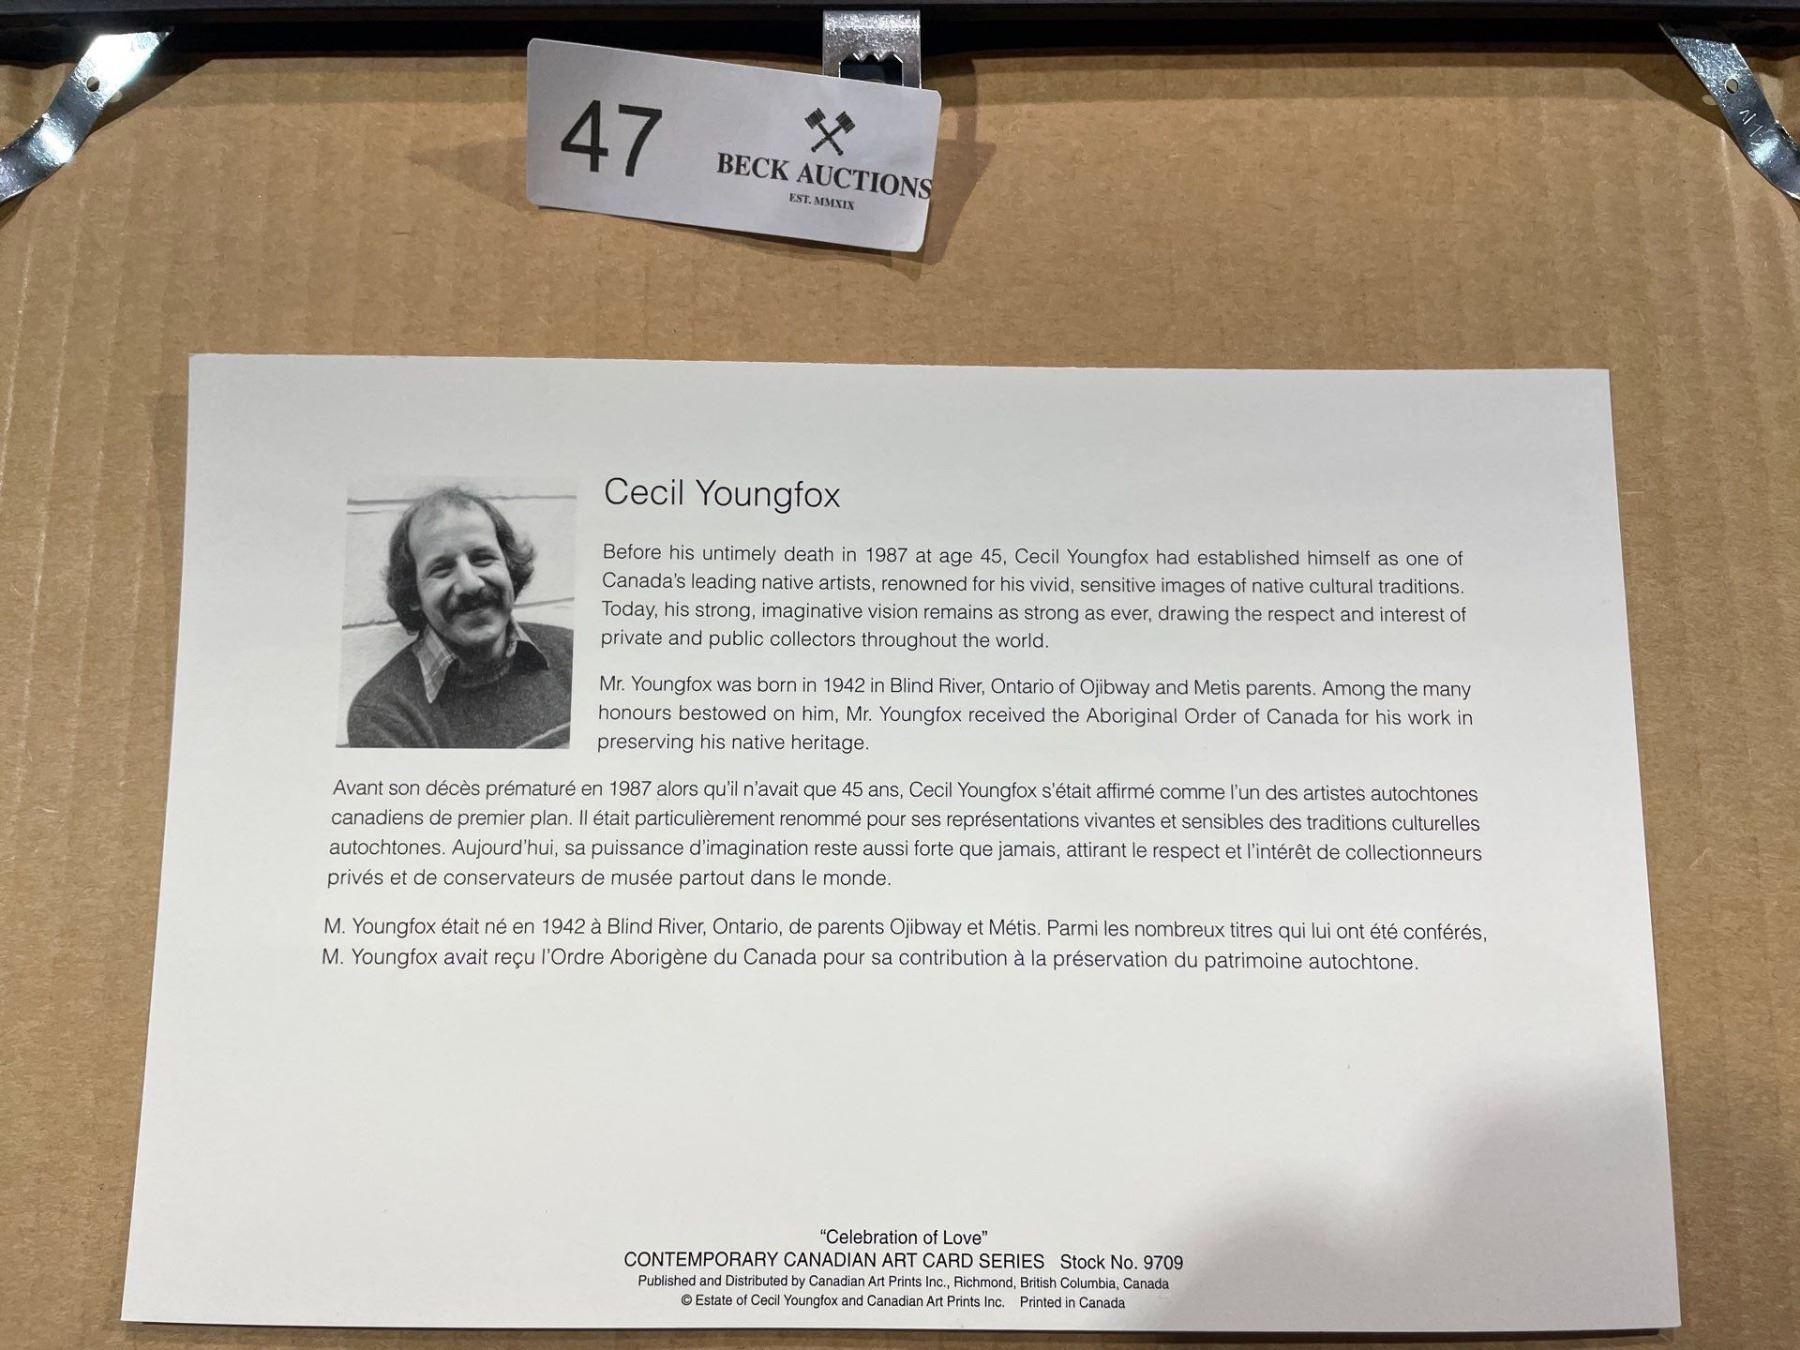 47
BECK AUCTIONS
EST. MMXIX
Cecil Youngfox
Before his untimely death in 1987 at age 45, Cecil Youngfox had established himself as one of
Canada's leading native artists, renowned for his vivid, sensitive images of native cultural traditions.
Today, his strong, imaginative vision remains as strong as ever, drawing the respect and interest of
private and public collectors throughout the world.
Mr. Youngfox was born in 1942 in Blind River, Ontario of Ojibway and Metis parents. Among the many
honours bestowed on him, Mr. Youngfox received the Aboriginal Order of Canada for his work in
preserving his native heritage.
Avant son décès prématuré en 1987 alors qu'il n'avait que 45 ans, Cecil Youngfox s'était affirmé comme l'un des artistes autochtones
canadiens de premier plan. Il était particulièrement renommé pour ses représentations vivantes et sensibles des traditions culturelles
autochtones. Aujourd'hui, sa puissance d'imagination reste aussi forte que jamais, attirant le respect et l'intérêt de collectionneurs
privés et de conservateurs de musée partout dans le monde.
M. Youngfox était né en 1942 à Blind River, Ontario, de parents Ojibway et Métis. Parmi les nombreux titres qui lui ont été conférés,
M. Youngfox avait reçu l'Ordre Aborigène du Canada pour sa contribution à la préservation du patrimoine autochtone.
"Celebration of Love"
CONTEMPORARY CANADIAN ART CARD SERIES Stock No. 9709
Published and Distributed by Canadian Art Prints Inc., Richmond, British Columbia, Canada
© Estate of Cecil Youngfox and Canadian Art Prints Inc. Printed in Canada